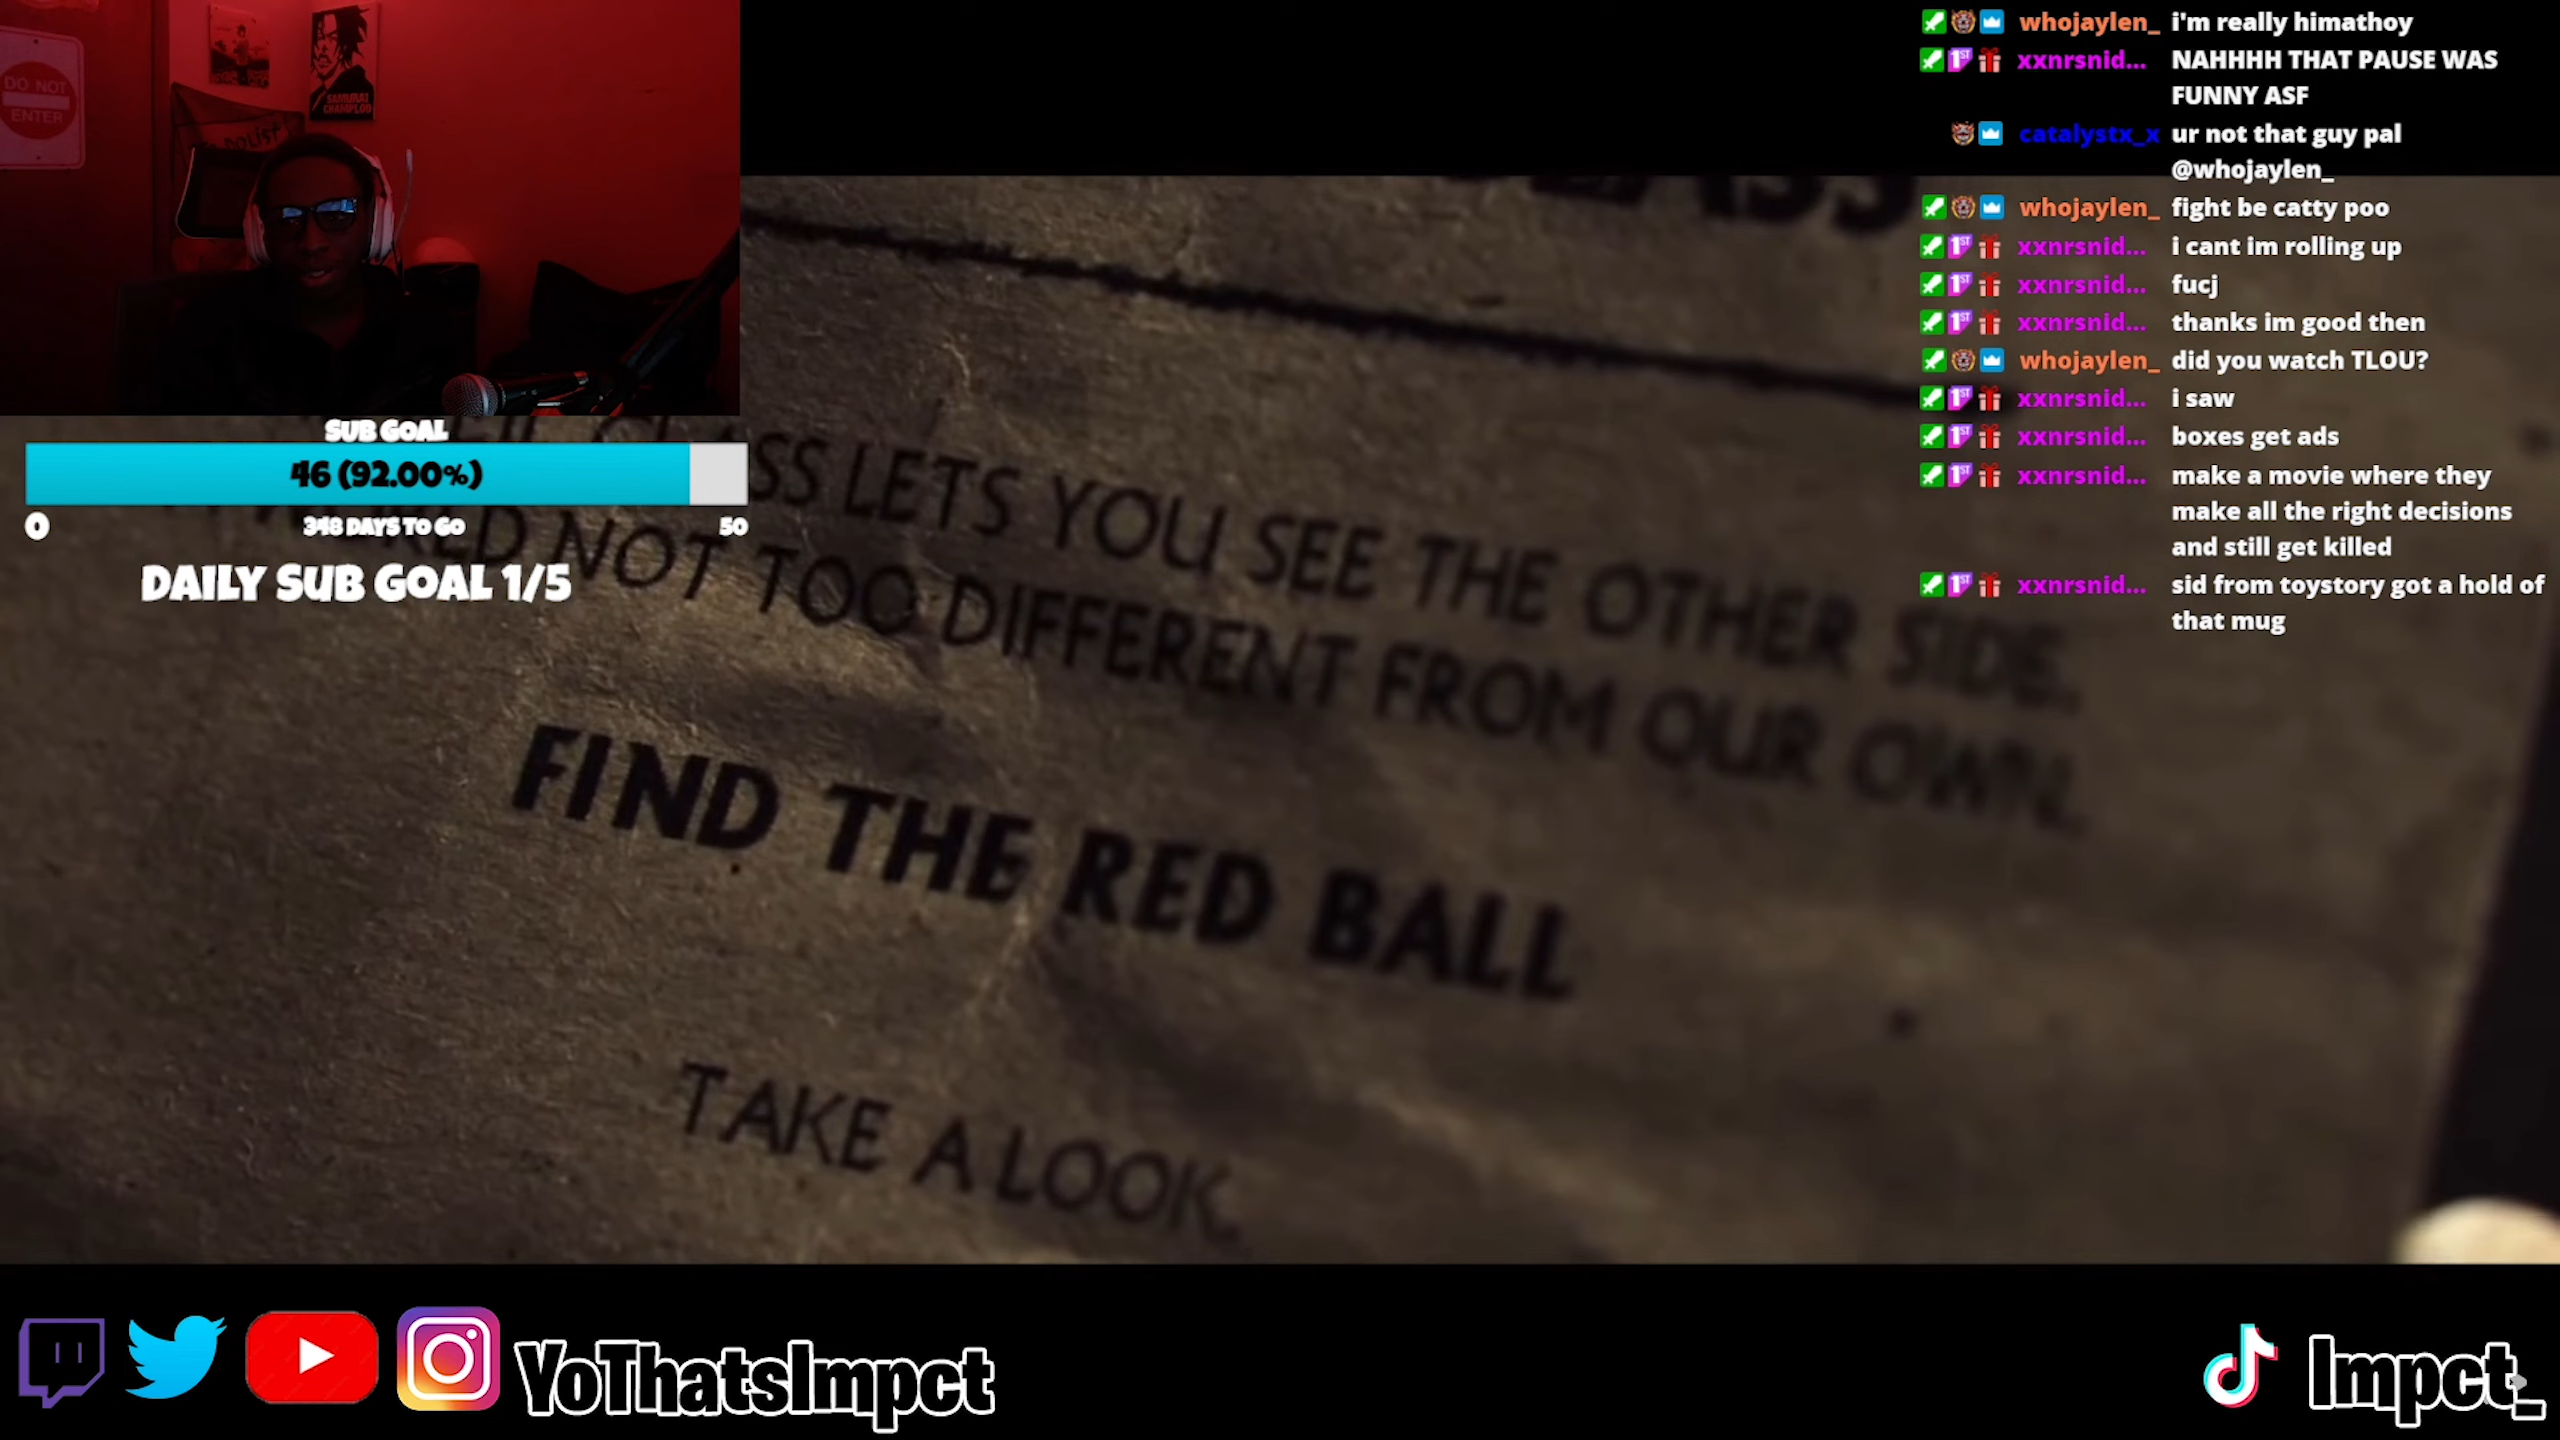 DO NOT
ENTER
SAMURAI
CHAMPLOO
SUB GOAL
46 (92.00%)
0
348 DAYS TO GO
50
DAILY SUB GOAL 1/5
GLASS LETS YOU SEE THE OTHER SIDE.
NOT TOO DIFFERENT FROM OUR OWN.
FIND THE RED BALL
TAKE A LOOK.
whojaylen_ i'm really himathoy
xxnrsnid... NAHHHH THAT PAUSE WAS
FUNNY ASF
catalystx_x ur not that guy pal
@whojaylen_
whojaylen_ fight be catty poo
xxnrsnid... i cant im rolling up
xxnrsnid... fucj
xxnrsnid... thanks im good then
whojaylen_ did you watch TLOU?
xxnrsnid... i saw
xxnrsnid... boxes get ads
xxnrsnid... make a movie where they
make all the right decisions
and still get killed
xxnrsnid... sid from toystory got a hold of
that mug
YoThatsImpct
Impct_